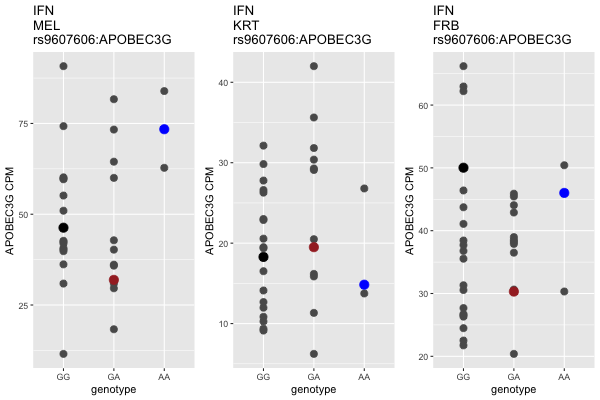 IFN
MEL
rs9607606:APOBEC3G
APOBEC3G CPM
75
50
25
GG GA AA
genotype
IFN
KRT
rs9607606:APOBEC3G
APOBEC3G CPM
40
30
20
10
GG GA AA
genotype
IFN
FRB
rs9607606:APOBEC3G
APOBEC3G CPM
60
50
40
30
20
GG GA AA
genotype